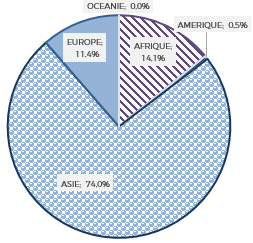 OCEANIE; 0,0%
AMERIQUE; 0,5%
EUROPE;
11.4%
AFRIQUE;
14.1%
ASIE; 74.0%